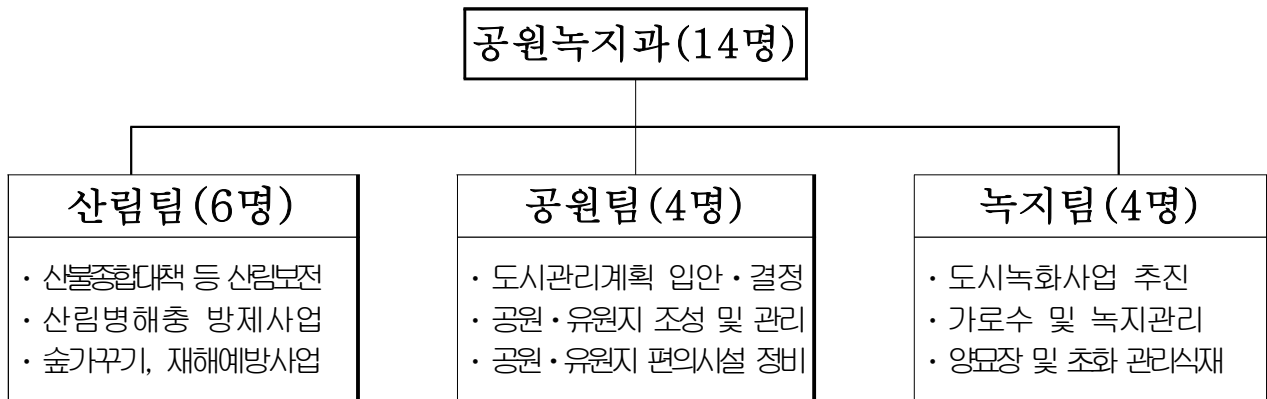 공원녹지과(14명)
산림팀(6명)
· 산불종합대책 등 산림보전
· 산림병해충 방제사업
· 숲가꾸기, 재해예방사업
공원팀(4명)
· 도시관리계획 입안·결정
· 공원·유원지 조성 및 관리
· 공원·유원지 편의시설 정비
녹지팀(4명)
· 도시녹화사업 추진
· 가로수 및 녹지관리
· 양묘장 및 초화 관리식재